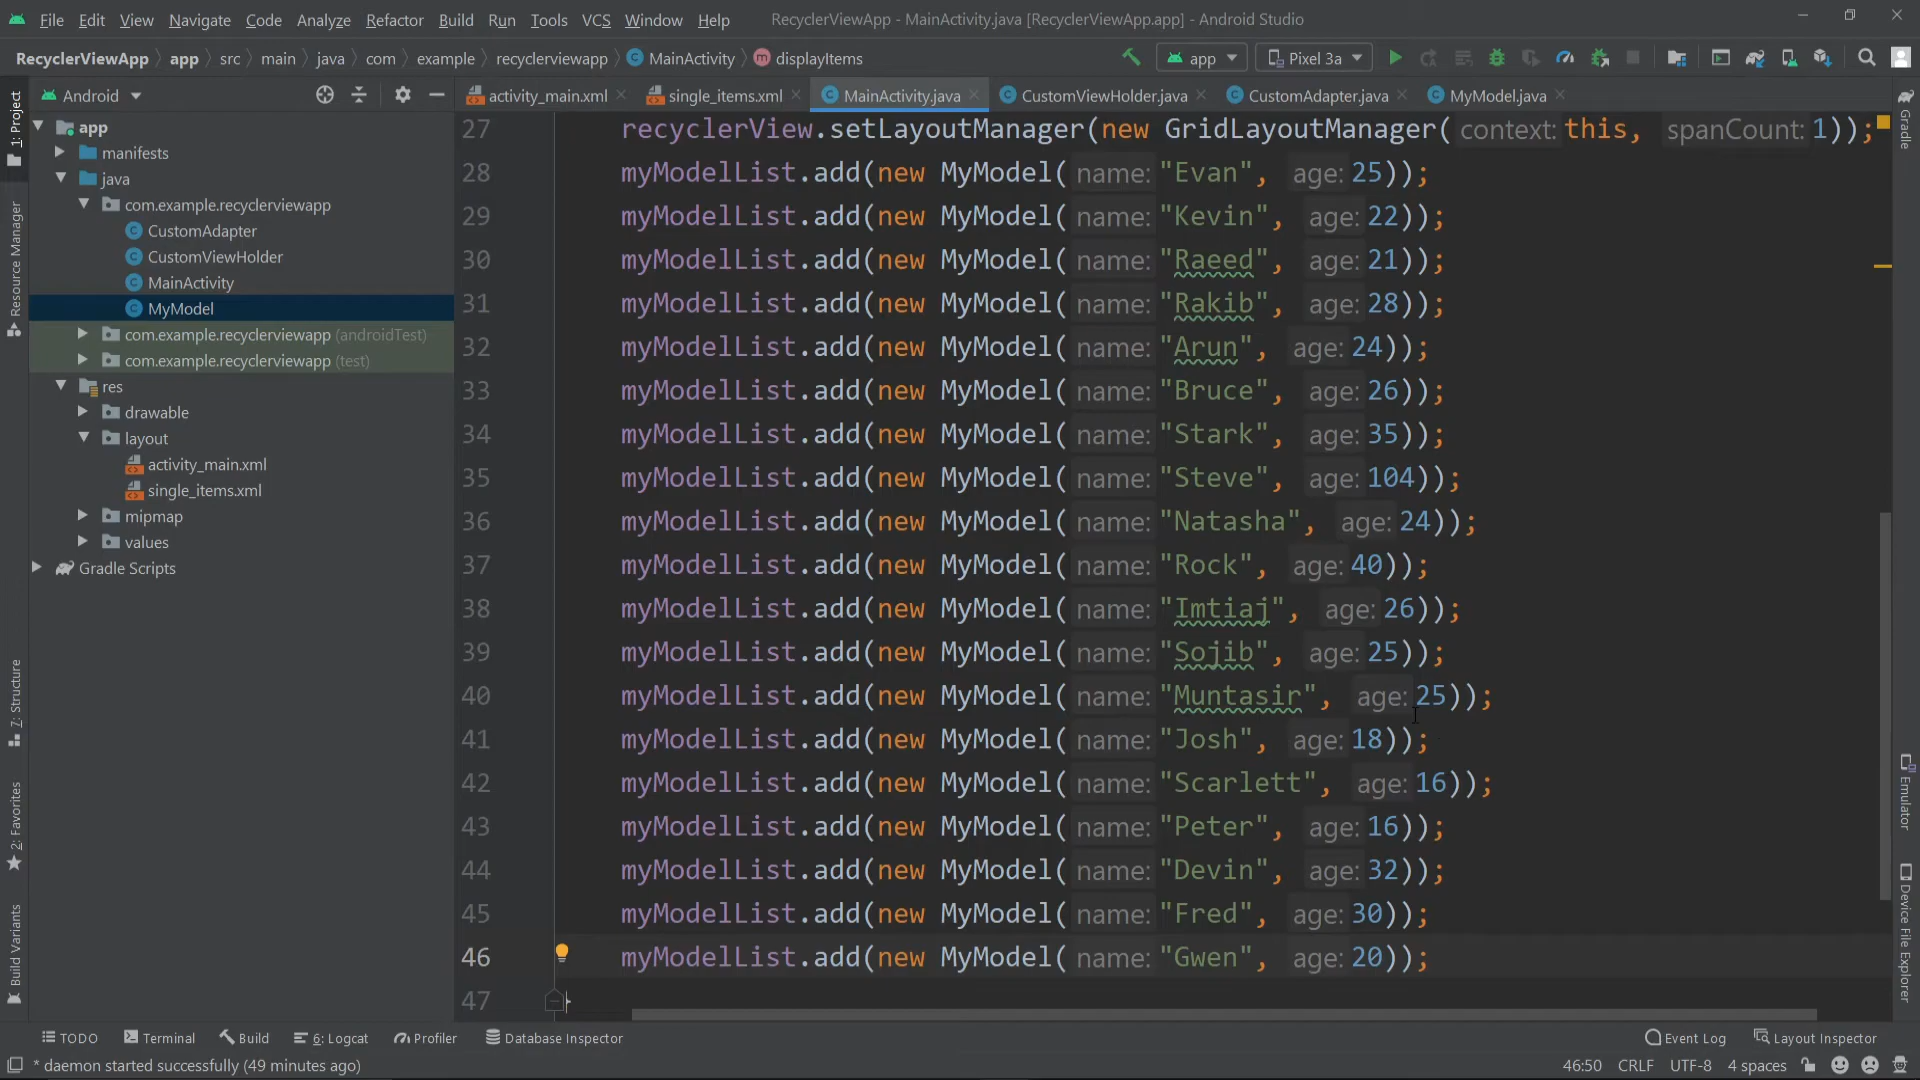 File Edit View Navigate Code Analyze Refactor Build Run Tools VCS Window Help RecyclerViewApp - MainActivity.java [RecyclerViewApp.app] - Android Studio
RecyclerViewApp app src main java com example recyclerviewapp MainActivity displayItems app Pixel 3a
Android activity_main.xml single_items.xml MainActivity.java CustomViewHolder.java CustomAdapter.java MyModel.java
1: Project
Resource Manager
7: Structure
2: Favorites
Build Variants
app
manifests
java
com.example.recyclerviewapp
CustomAdapter
CustomViewHolder
MainActivity
MyModel
com.example.recyclerviewapp (androidTest)
com.example.recyclerviewapp (test)
res
drawable
layout
activity_main.xml
single_items.xml
mipmap
values
Gradle Scripts
27 recyclerView.setLayoutManager(new GridLayoutManager( context: this, spanCount: 1));
28 myModelList.add(new MyModel( name: "Evan", age: 25));
29 myModelList.add(new MyModel( name: "Kevin", age: 22));
30 myModelList.add(new MyModel( name: "Raeed", age: 21));
31 myModelList.add(new MyModel( name: "Rakib", age: 28));
32 myModelList.add(new MyModel( name: "Arun", age: 24));
33 myModelList.add(new MyModel( name: "Bruce", age: 26));
34 myModelList.add(new MyModel( name: "Stark", age: 35));
35 myModelList.add(new MyModel( name: "Steve", age: 104));
36 myModelList.add(new MyModel( name: "Natasha", age: 24));
37 myModelList.add(new MyModel( name: "Rock", age: 40));
38 myModelList.add(new MyModel( name: "Imtiaj", age: 26));
39 myModelList.add(new MyModel( name: "Sojib", age: 25));
40 myModelList.add(new MyModel( name: "Muntasir", age: 25));
41 myModelList.add(new MyModel( name: "Josh", age: 18));
42 myModelList.add(new MyModel( name: "Scarlett", age: 16));
43 myModelList.add(new MyModel( name: "Peter", age: 16));
44 myModelList.add(new MyModel( name: "Devin", age: 32));
45 myModelList.add(new MyModel( name: "Fred", age: 30));
46 myModelList.add(new MyModel( name: "Gwen", age: 20));
47
Gradle
Emulator
Device File Explorer
TODO Terminal Build 6: Logcat Profiler Database Inspector Event Log Layout Inspector
* daemon started successfully (49 minutes ago) 46:50 CRLF UTF-8 4 spaces